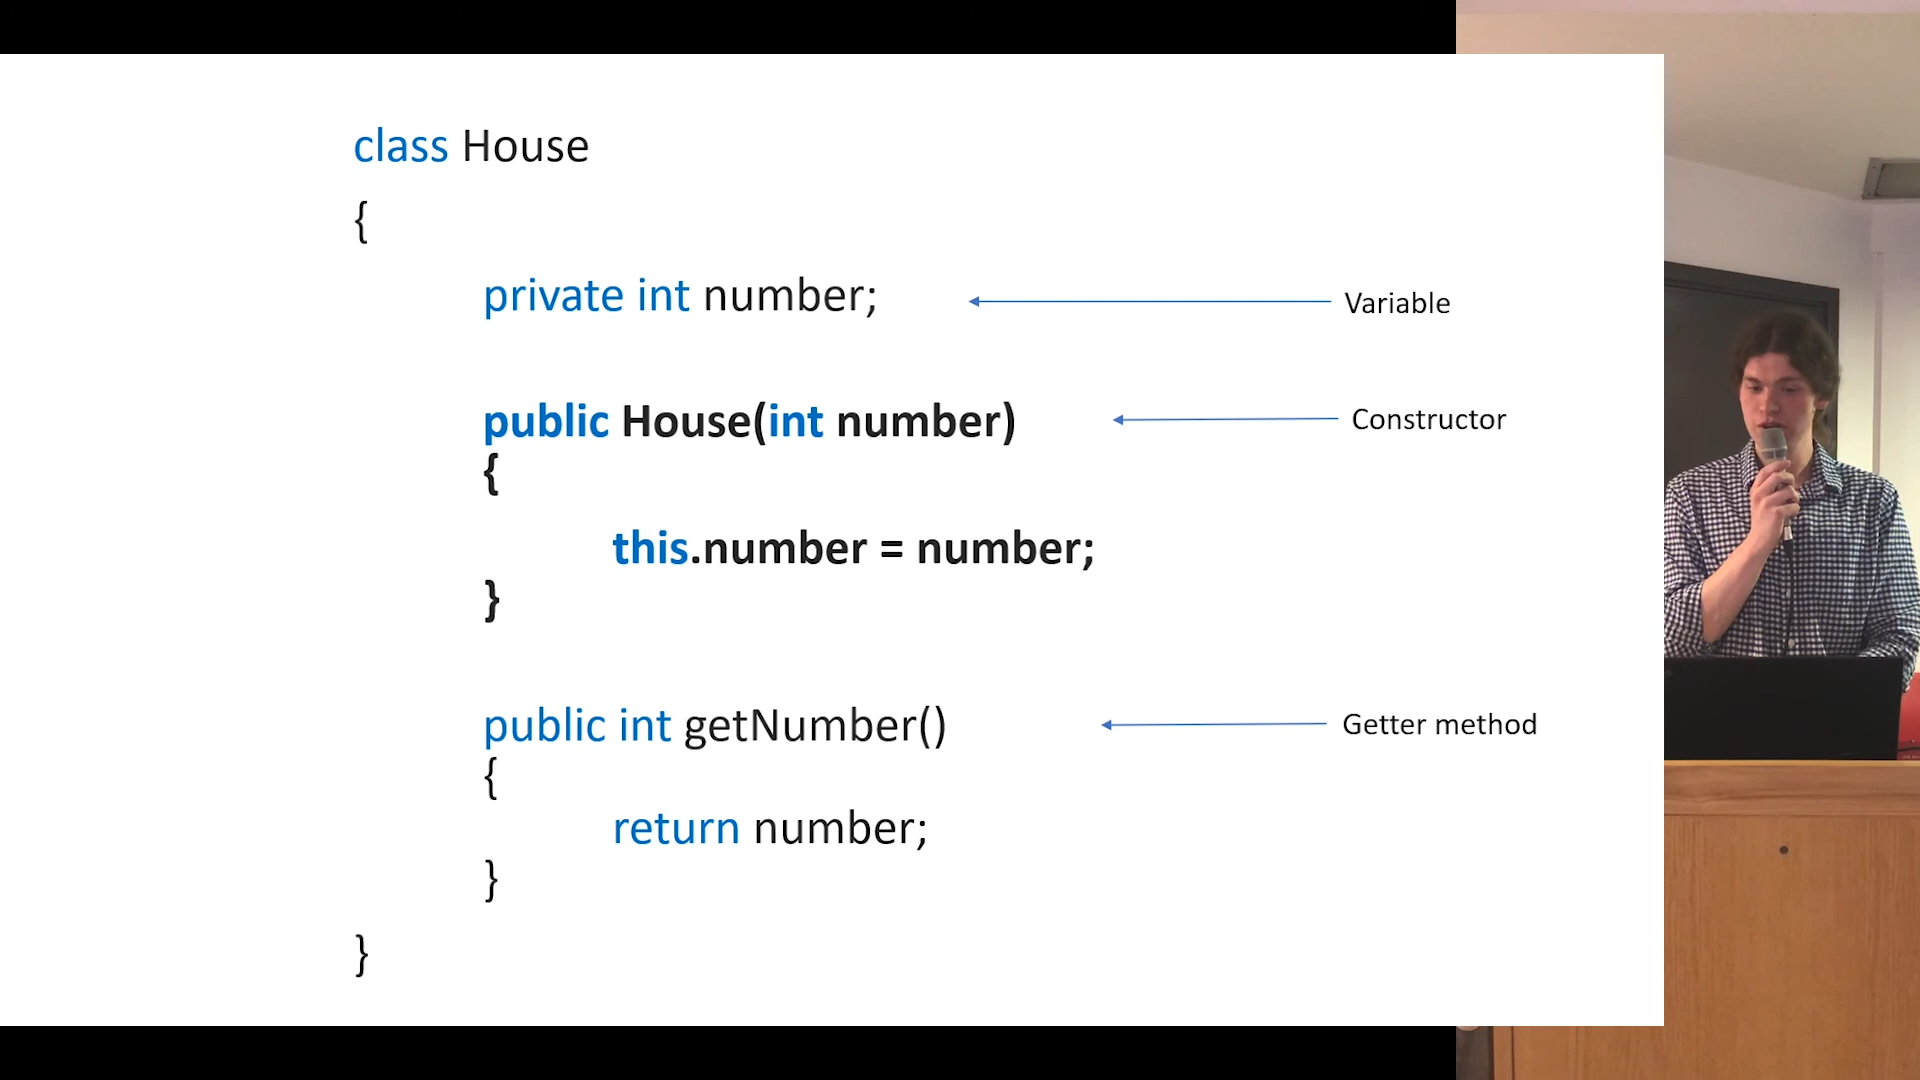 class House
{
private int number;
Variable
public House(int number)
Constructor
{
this.number = number;
}
public int getNumber()
Getter method
{
return number;
}
}